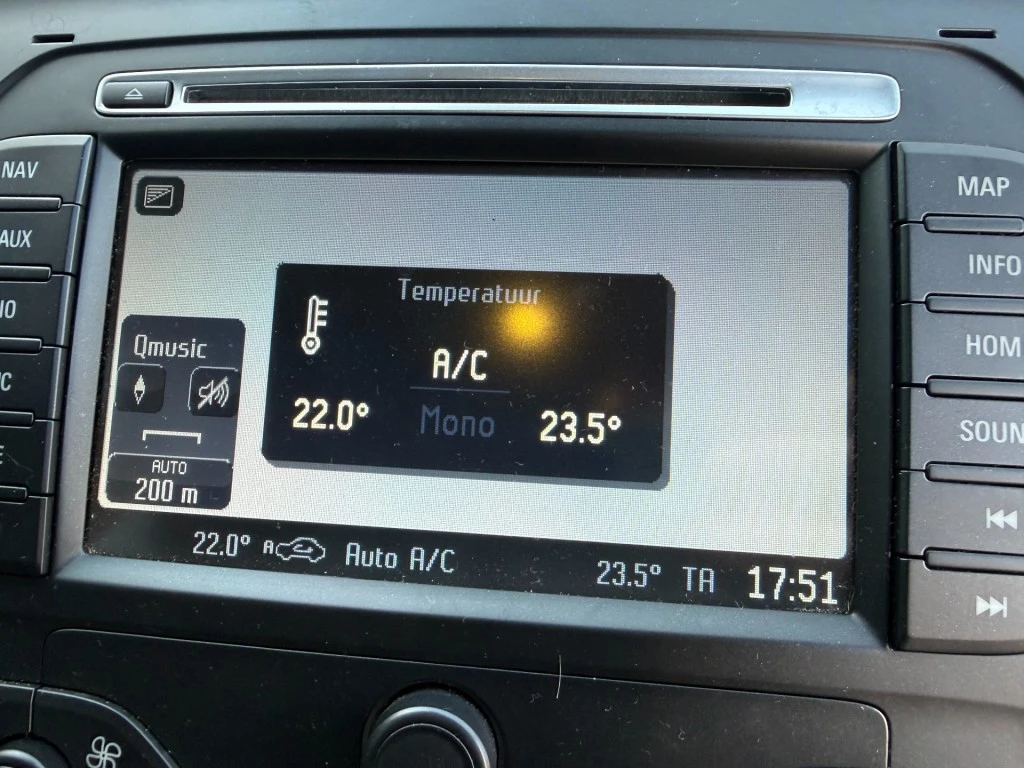 NAV
AUX
MAP
INFO
Temperatuur
A/C
22.0° Mono 23.5°
Qmusic
AUTO
200 m
22.0° A Auto A/C 23.5° TA 17:51